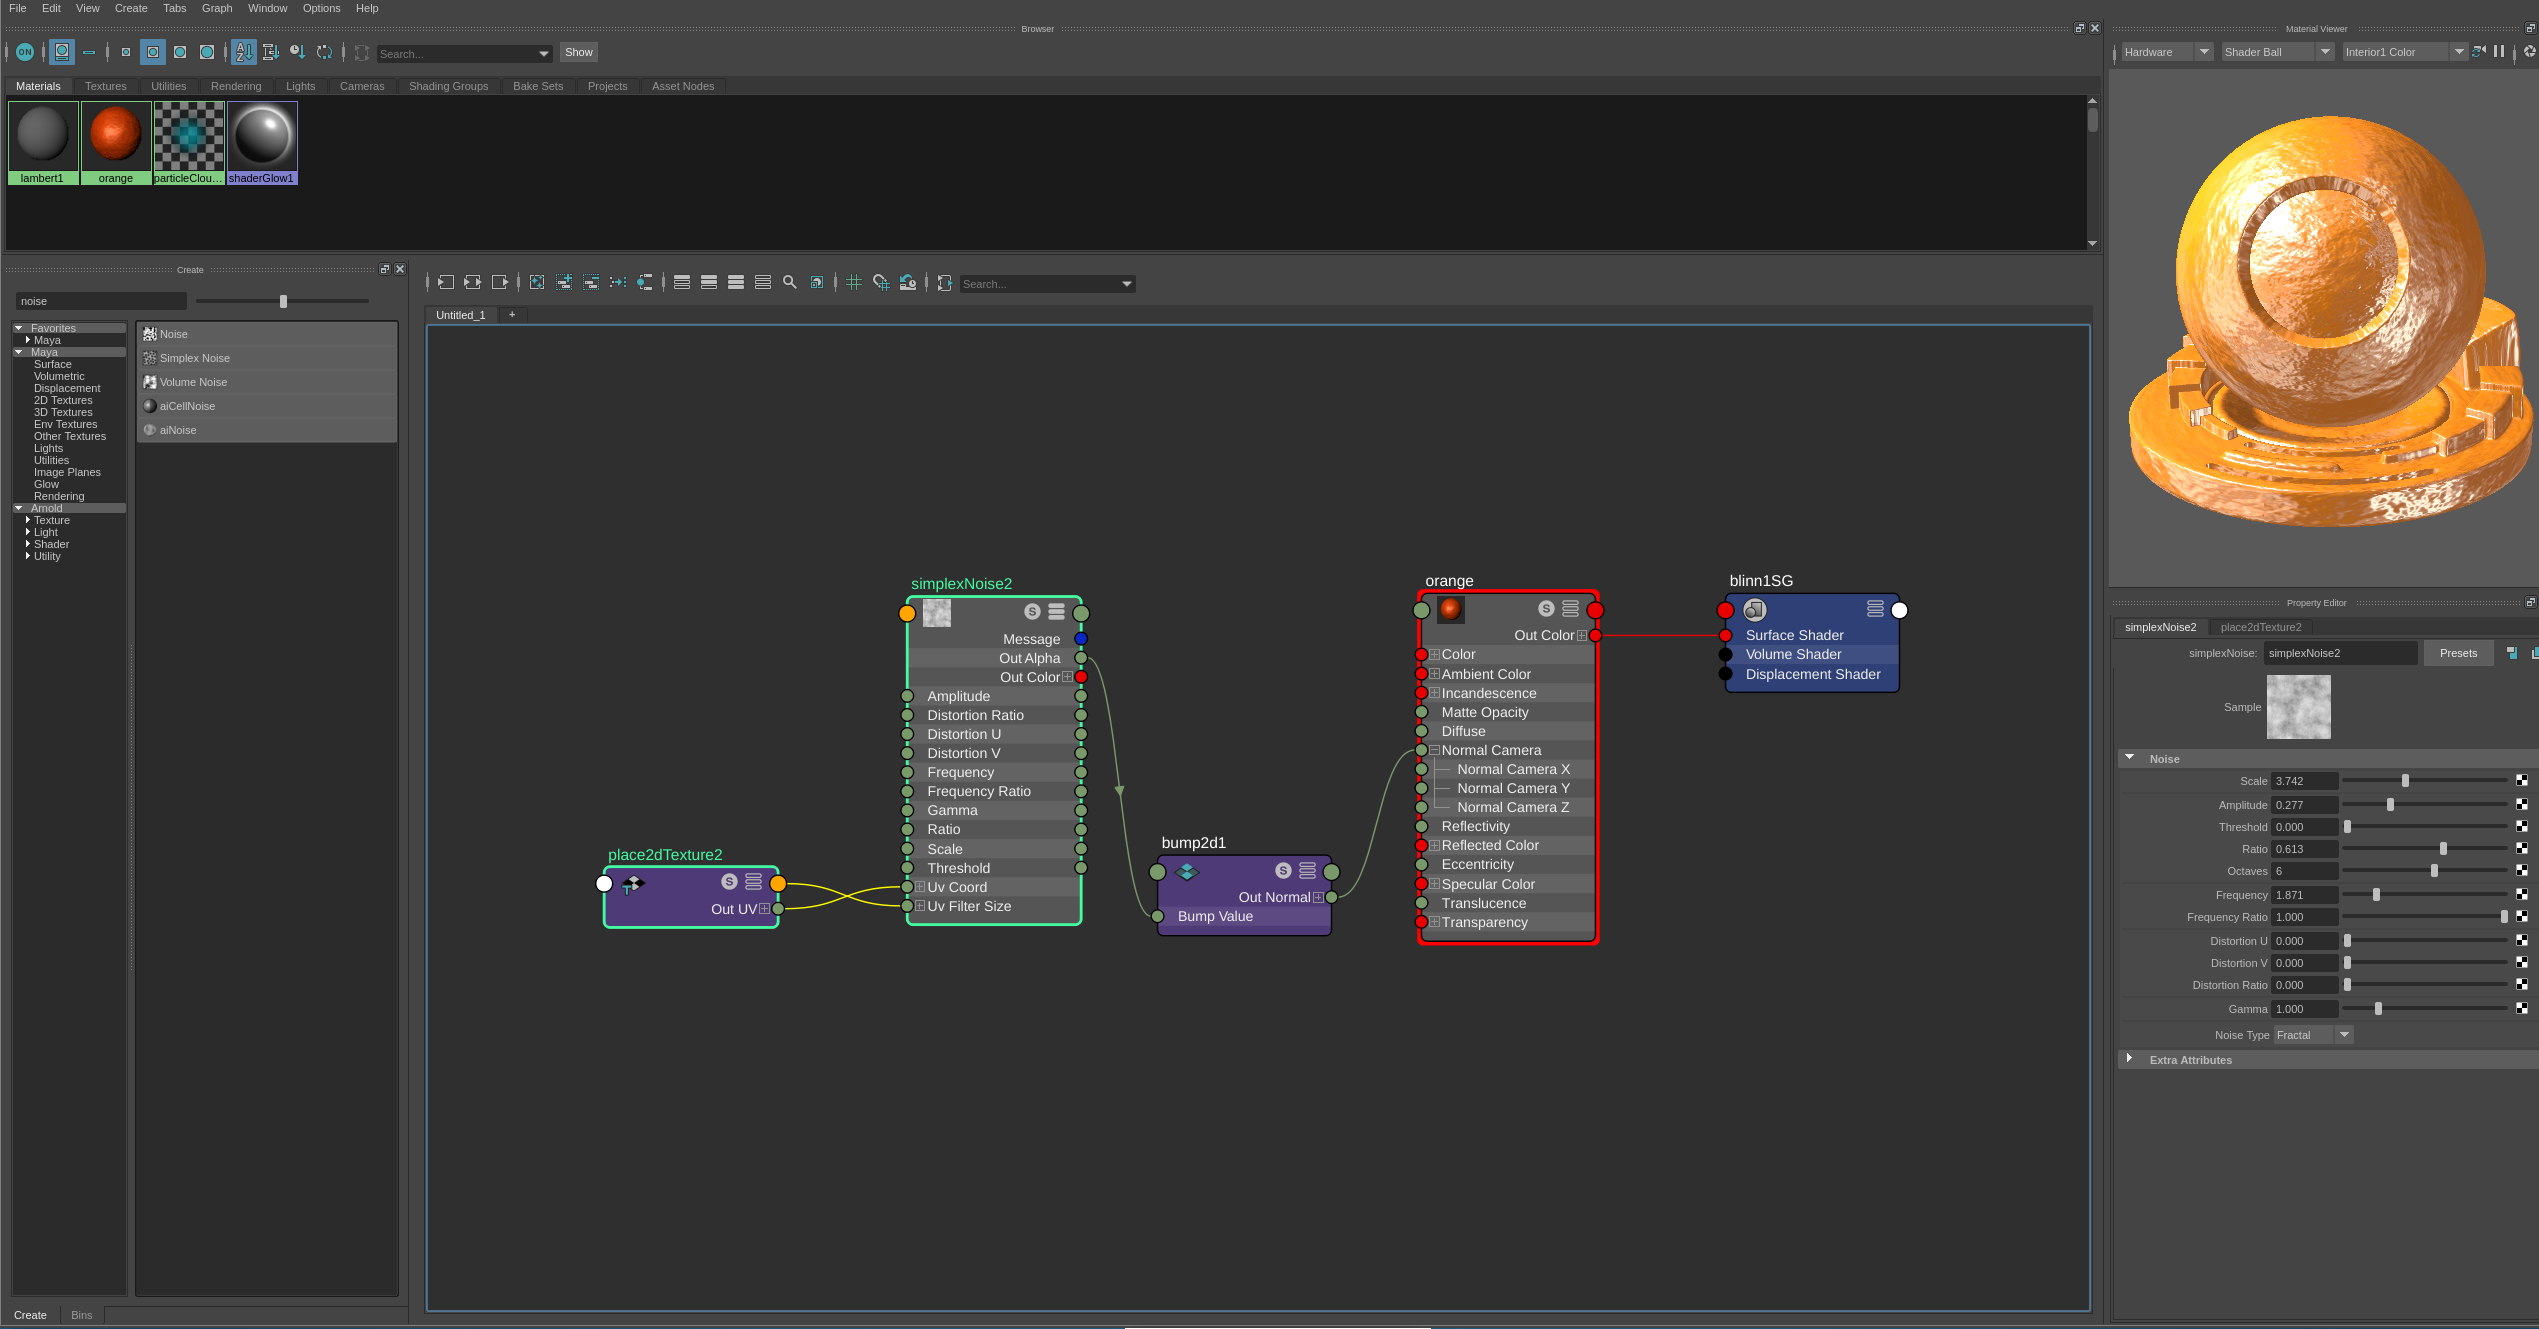 File Edit View Create Tabs Graph Window Options Help
Browser
ON
Search...
Show
Materials Textures Utilities Rendering Lights Cameras Shading Groups Bake Sets Projects Asset Nodes
lambert1 orange particleClou... shaderGlow1
Create
noise
Favorites
Maya
Maya
Surface
Volumetric
Displacement
2D Textures
3D Textures
Env Textures
Other Textures
Lights
Utilities
Image Planes
Glow
Rendering
Arnold
Texture
Light
Shader
Utility
Noise
Simplex Noise
Volume Noise
aiCellNoise
aiNoise
Create Bins
Search...
Untitled_1 +
place2dTexture2
S
Out UV
simplexNoise2
S
Message
Out Alpha
Out Color
Amplitude
Distortion Ratio
Distortion U
Distortion V
Frequency
Frequency Ratio
Gamma
Ratio
Scale
Threshold
Uv Coord
Uv Filter Size
bump2d1
S
Out Normal
Bump Value
orange
S
Out Color
Color
Ambient Color
Incandescence
Matte Opacity
Diffuse
Normal Camera
Normal Camera X
Normal Camera Y
Normal Camera Z
Reflectivity
Reflected Color
Eccentricity
Specular Color
Translucence
Transparency
blinn1SG
Surface Shader
Volume Shader
Displacement Shader
Material Viewer
Hardware Shader Ball Interior1 Color
Property Editor
simplexNoise2 place2dTexture2
simplexNoise: simplexNoise2 Presets
Sample
Noise
Scale 3.742
Amplitude 0.277
Threshold 0.000
Ratio 0.613
Octaves 6
Frequency 1.871
Frequency Ratio 1.000
Distortion U 0.000
Distortion V 0.000
Distortion Ratio 0.000
Gamma 1.000
Noise Type Fractal
Extra Attributes